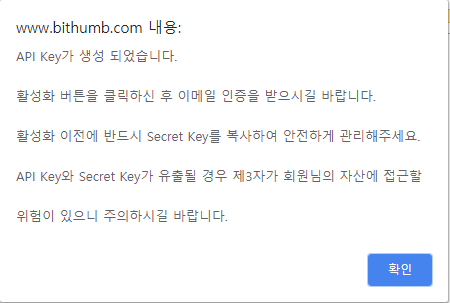 www.bithumb.com 내용:
API Key가 생성 되었습니다.
활성화 버튼을 클릭하신 후 이메일 인증을 받으시길 바랍니다.
활성화 이전에 반드시 Secret Key를 복사하여 안전하게 관리해주세요.
API Key와 Secret Key가 유출될 경우 제3자가 회원님의 자산에 접근할
위험이 있으니 주의하시길 바랍니다.
확인